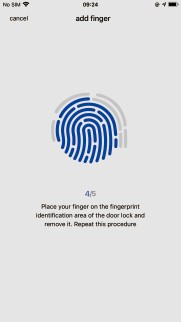 No SIM 09:24
cancel add finger
4/5
Place your finger on the fingerprint
identification area of the door lock and
remove it. Repeat this procedure